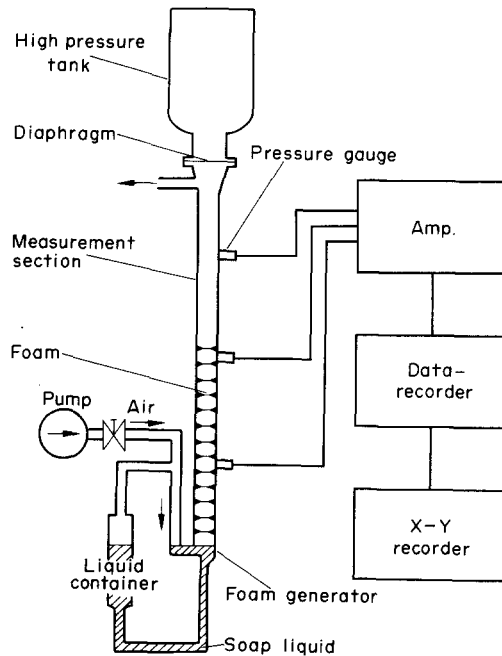 High pressure
tank
Diaphragm
Pressure gauge
Measurement
section
Amp.
Foam
Data-
recorder
Pump
Air
X-Y
recorder
Liquid
container
Foam generator
Soap liquid